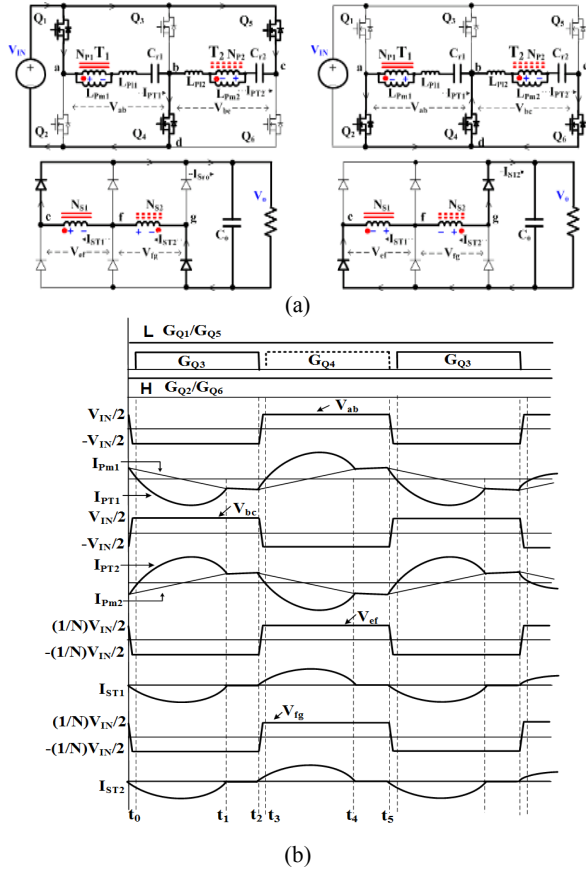 (a)
Q1 Q3 Q5 Q3 Q5
VIN a NP1 T1 Cr1 b T2 NP2 Cr2 c
LPm1 LPl1 IPT1 LPl2 LPm2 IPT2
Vab Vbc
Q2 Q4 d Q6
VIN Q1 a NP1 T1 Cr1 b T2 NP2 Cr2 c
LPm1 LPl1 IPT1 LPl2 LPm2 IPT2
Vab Vbc
Q2 Q4 d Q6
ISro
NS1 NS2 Vo
e f g Co
IST1 IST2
Vef Vfg
IST2
NS1 NS2 Vo
c f g Co
IST1 IST2
Vef Vfg
(a)
L GQ1/GQ5
GQ3 GQ4 GQ3
H GQ2/GQ6
VIN/2 Vab
-VIN/2
IPm1
IPT1
VIN/2 Vbc
-VIN/2
IPT2
IPm2
(1/N)VIN/2 Vef
-(1/N)VIN/2
IST1
(1/N)VIN/2 Vfg
-(1/N)VIN/2
IST2
t0 t1 t2 t3 t4 t5
(b)